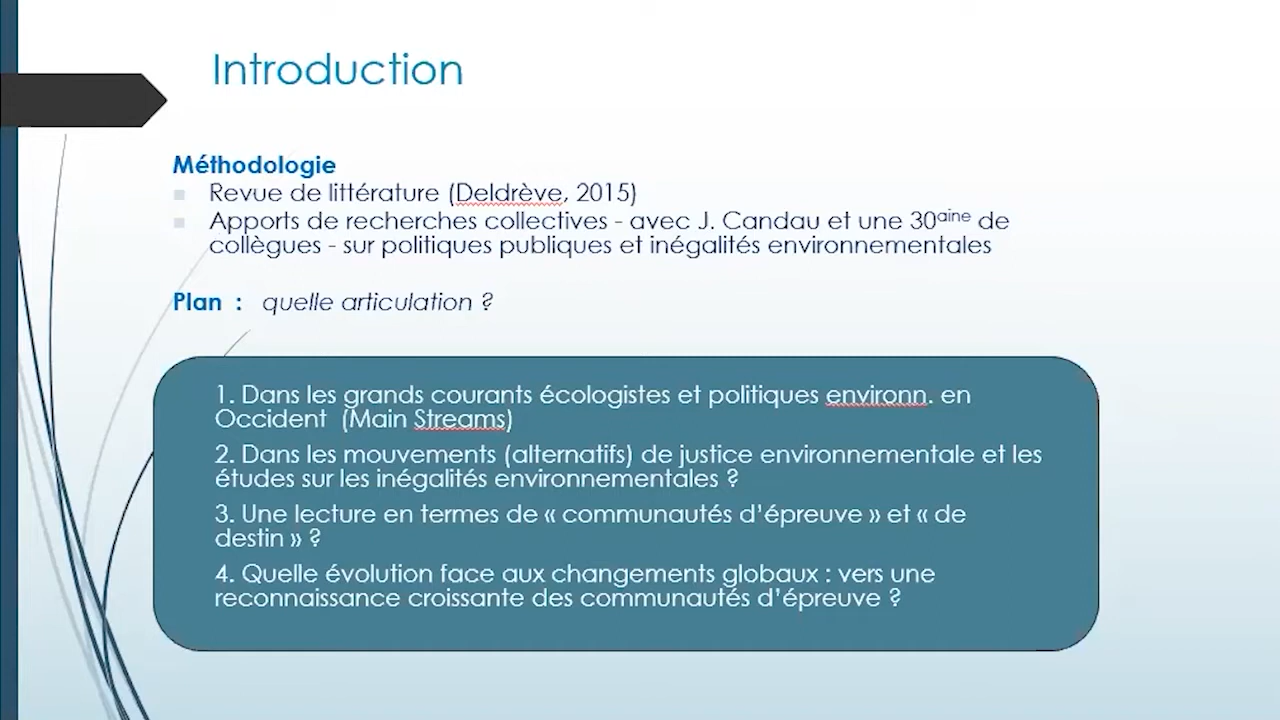 Introduction
Méthodologie
Revue de littérature (Deldrève, 2015)
Apports de recherches collectives - avec J. Candau et une 30aine de
collègues - sur politiques publiques et inégalités environnementales
Plan : quelle articulation ?
1. Dans les grands courants écologistes et politiques environn. en
Occident (Main Streams)
2. Dans les mouvements (alternatifs) de justice environnementale et les
études sur les inégalités environnementales ?
3. Une lecture en termes de « communautés d’épreuve » et « de
destin » ?
4. Quelle évolution face aux changements globaux : vers une
reconnaissance croissante des communautés d’épreuve ?